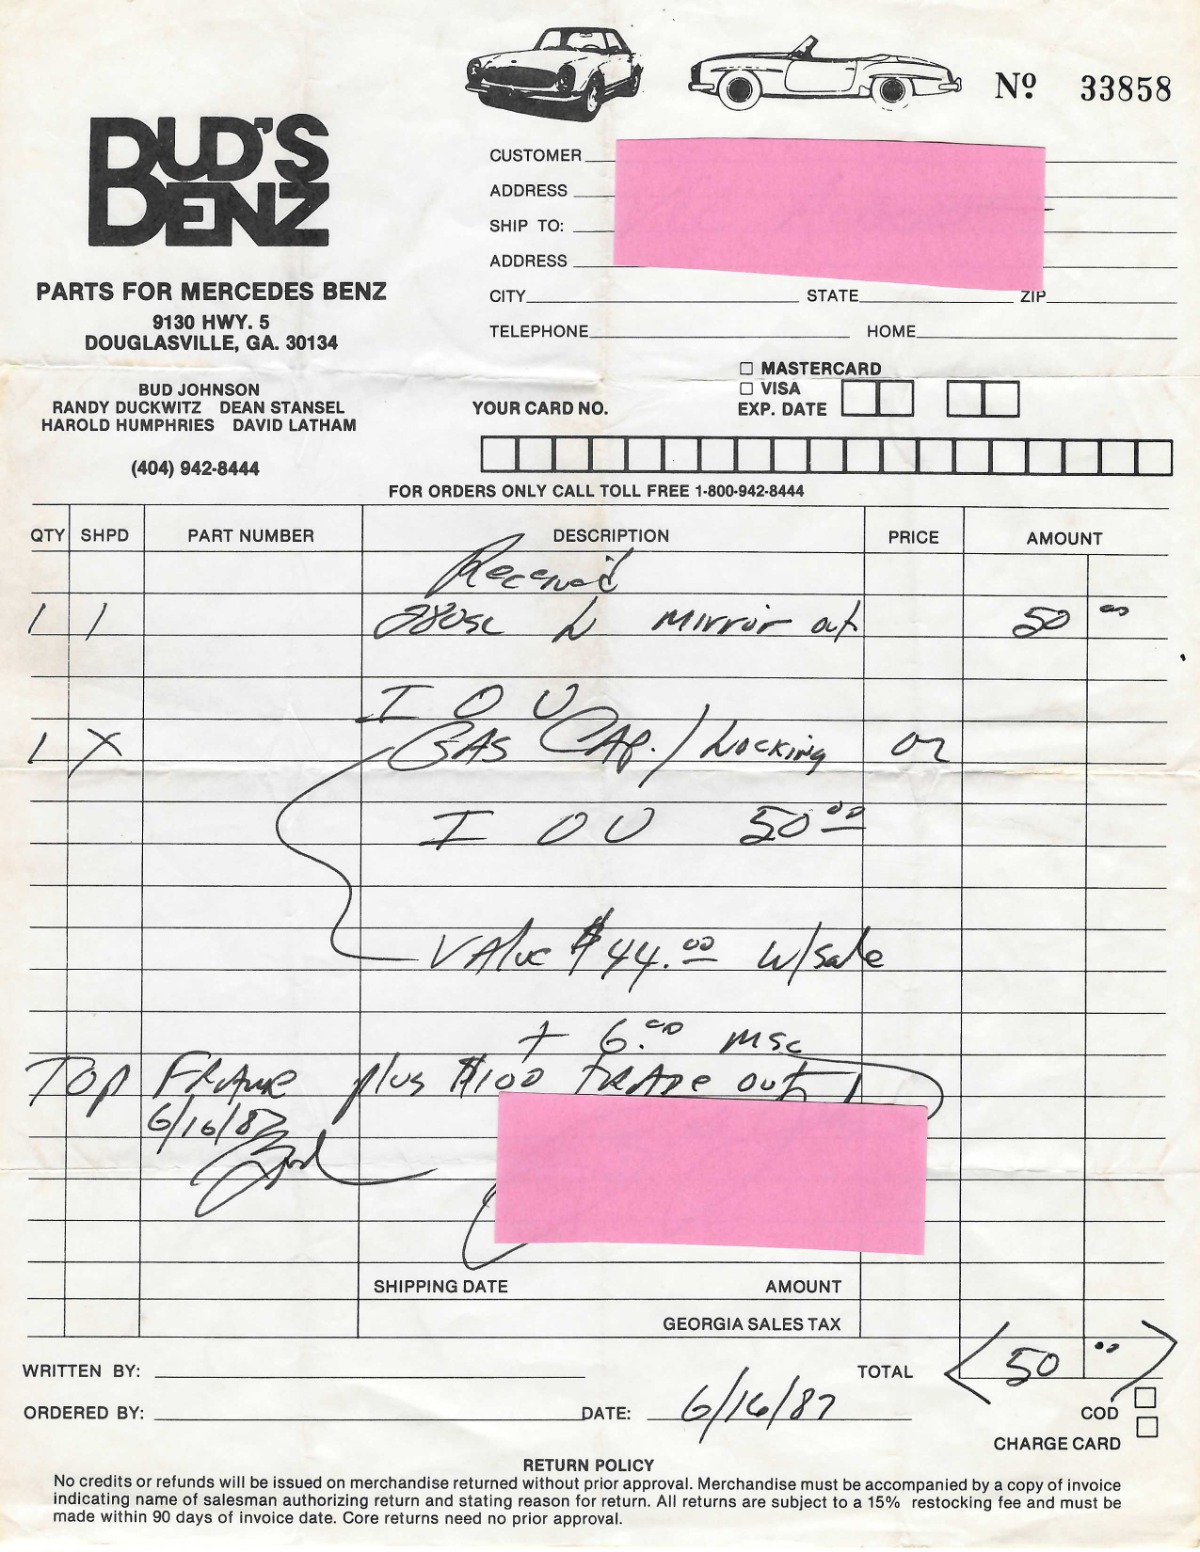 Nº 33858
BUD'S
BENZ
PARTS FOR MERCEDES BENZ
9130 HWY. 5
DOUGLASVILLE, GA. 30134
BUD JOHNSON
RANDY DUCKWITZ DEAN STANSEL
HAROLD HUMPHRIES DAVID LATHAM
(404) 942-8444
CUSTOMER
ADDRESS
SHIP TO:
ADDRESS
CITY STATE ZIP
TELEPHONE HOME
MASTERCARD
VISA
YOUR CARD NO. EXP. DATE
FOR ORDERS ONLY CALL TOLL FREE 1-800-942-8444
QTY SHPD PART NUMBER DESCRIPTION PRICE AMOUNT
Received
1 1 280SL L mirror out 50 00
I O U
1 X GAS CAP. / Locking or
I O U 50 00
VAlue $44.00 w/sale
+ 6.00 msc
Top FRAme plus $100 TRADe out
6/16/87
Bud
SHIPPING DATE AMOUNT
GEORGIA SALES TAX
WRITTEN BY: TOTAL < 50 00 >
ORDERED BY: DATE: 6/16/87 COD
CHARGE CARD
RETURN POLICY
No credits or refunds will be issued on merchandise returned without prior approval. Merchandise must be accompanied by a copy of invoice
indicating name of salesman authorizing return and stating reason for return. All returns are subject to a 15% restocking fee and must be
made within 90 days of invoice date. Core returns need no prior approval.